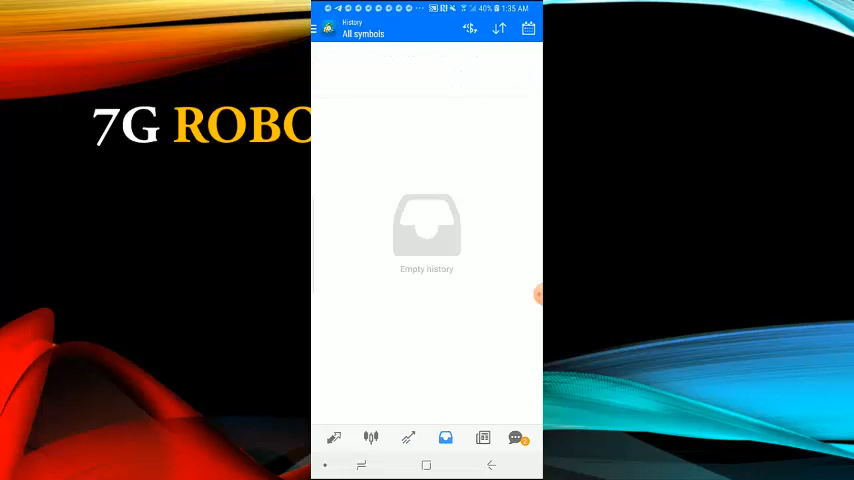 40% 1:35 AM
History
All symbols
7G ROBO
Empty history